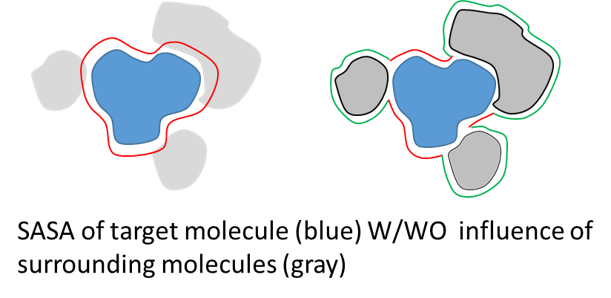 SASA of target molecule (blue) W/WO influence of
surrounding molecules (gray)